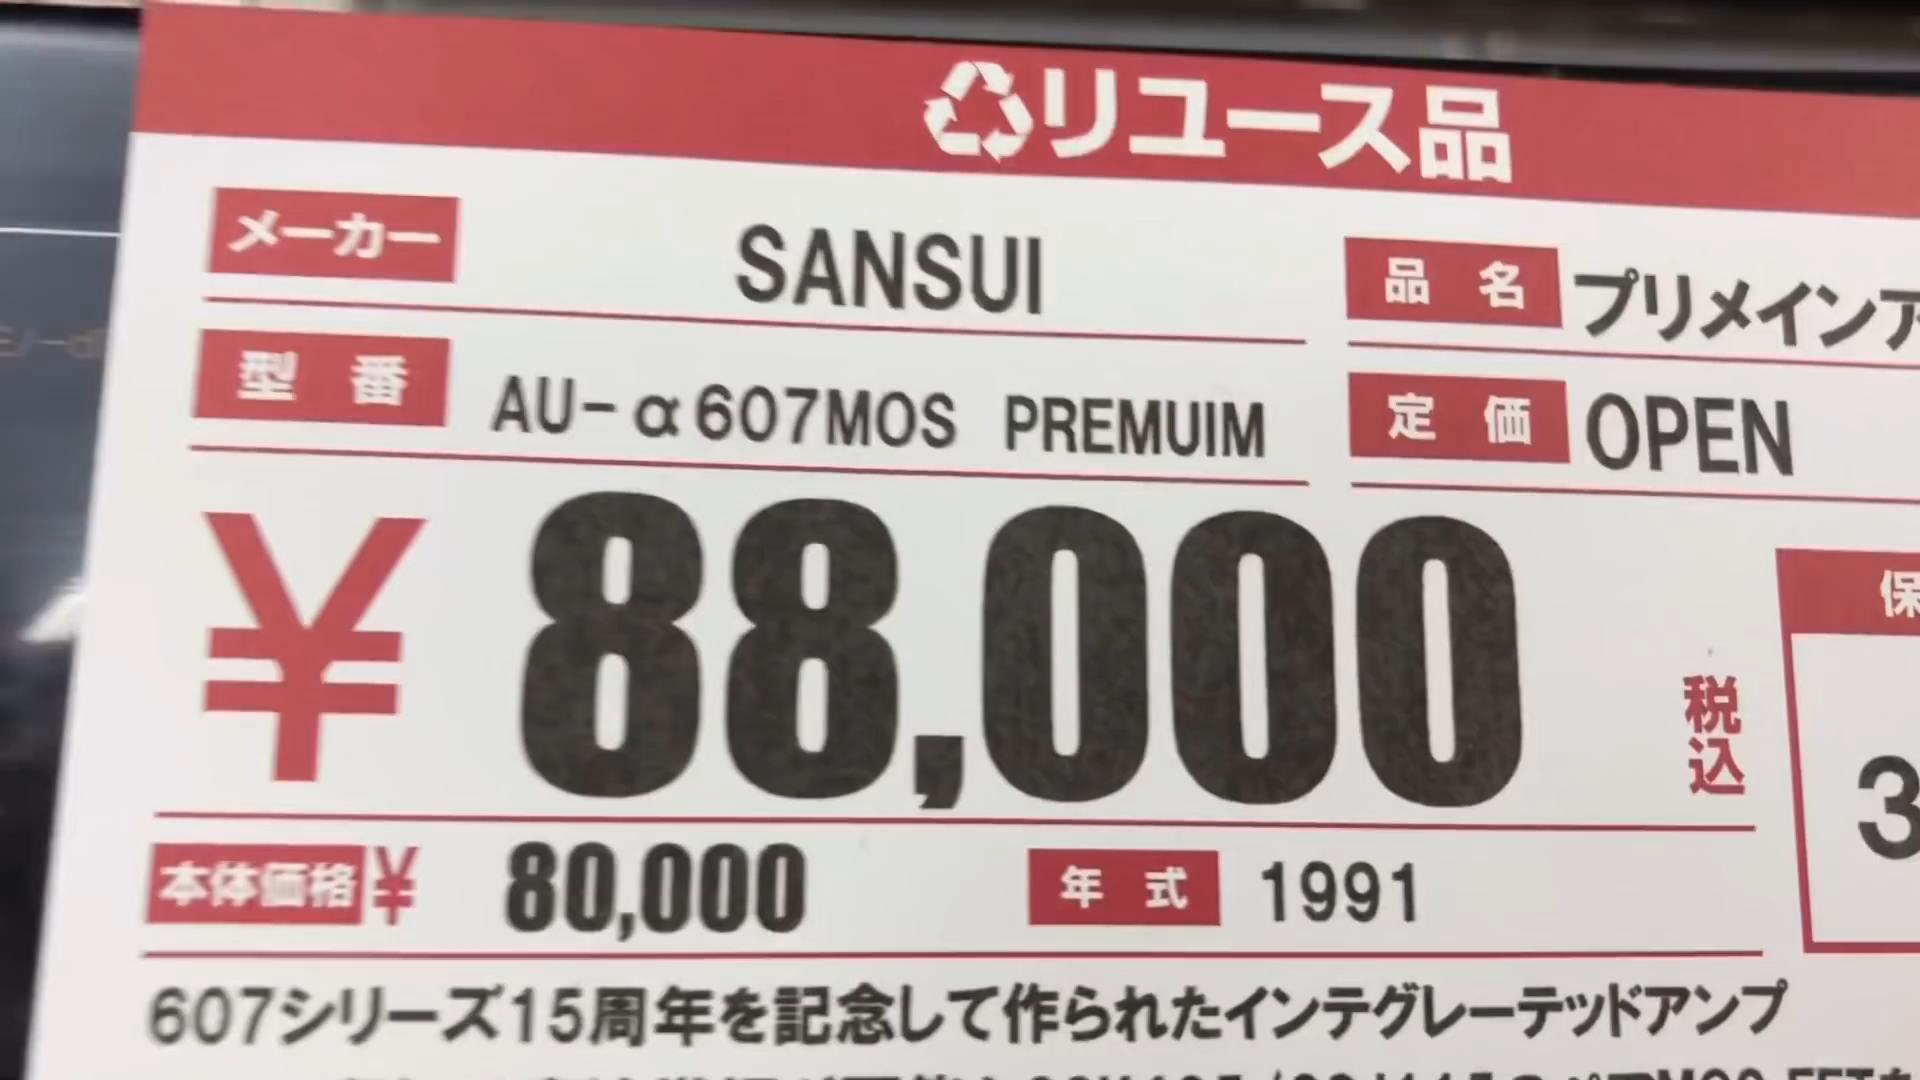 リユース品
メーカー SANSUI 品名 プリメインア
型番 AU-α607MOS PREMUIM 定価 OPEN
¥88,000 税込
保
3
本体価格 ¥ 80,000 年式 1991
607シリーズ15周年を記念して作られたインテグレーテッドアンプ